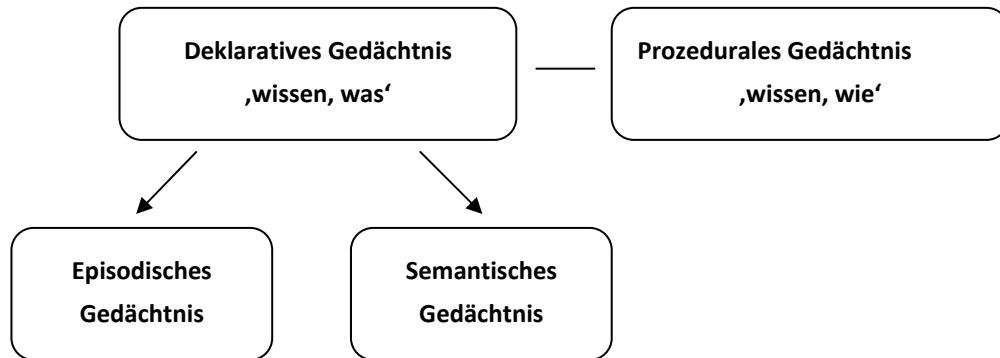 Deklaratives Gedächtnis
‚wissen, was‘
Prozedurales Gedächtnis
‚wissen, wie‘
Episodisches
Gedächtnis
Semantisches
Gedächtnis